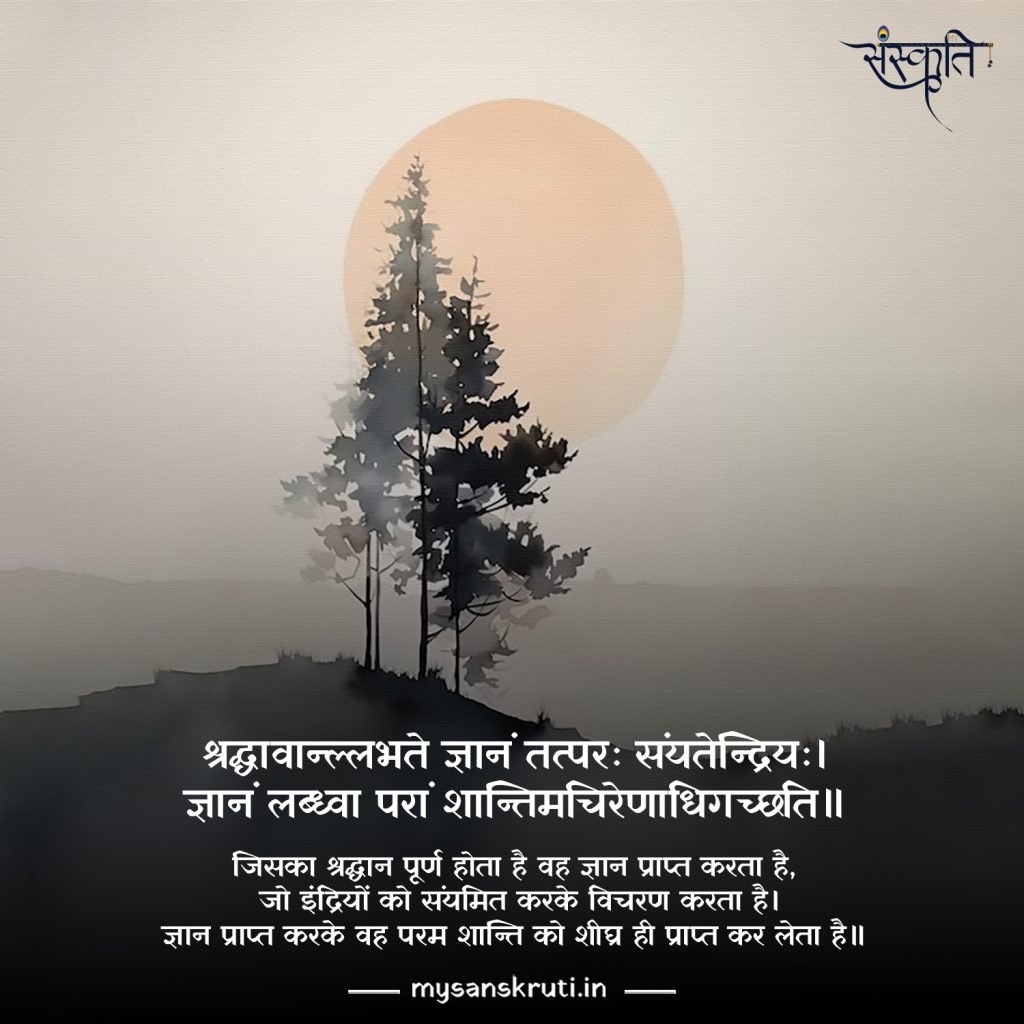 संस्कृति
श्रद्धावान्ल्लभते ज्ञानं तत्परः संयतेन्द्रियः।
ज्ञानं लब्ध्वा परां शान्तिमचिरेणाधिगच्छति॥
जिसका श्रद्धान पूर्ण होता है वह ज्ञान प्राप्त करता है,
जो इंद्रियों को संयमित करके विचरण करता है।
ज्ञान प्राप्त करके वह परम शान्ति को शीघ्र ही प्राप्त कर लेता है॥
mysanskruti.in